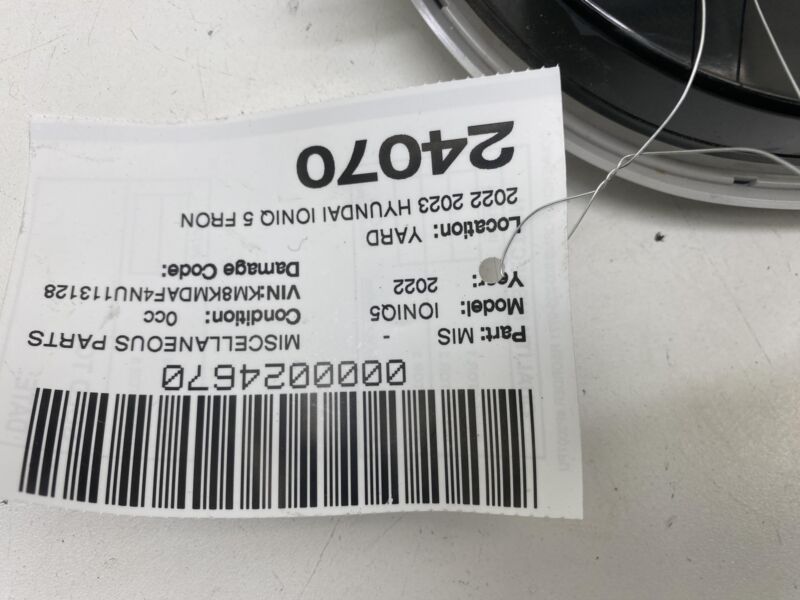 0000024670
Part: MIS - MISCELLANEOUS PARTS
Model: IONIQ5 Condition: 0cc
Year: 2022 VIN:KM8KMDAF4NU113128
Damage Code:
Location: YARD
2022 2023 HYUNDAI IONIQ 5 FRON
24070